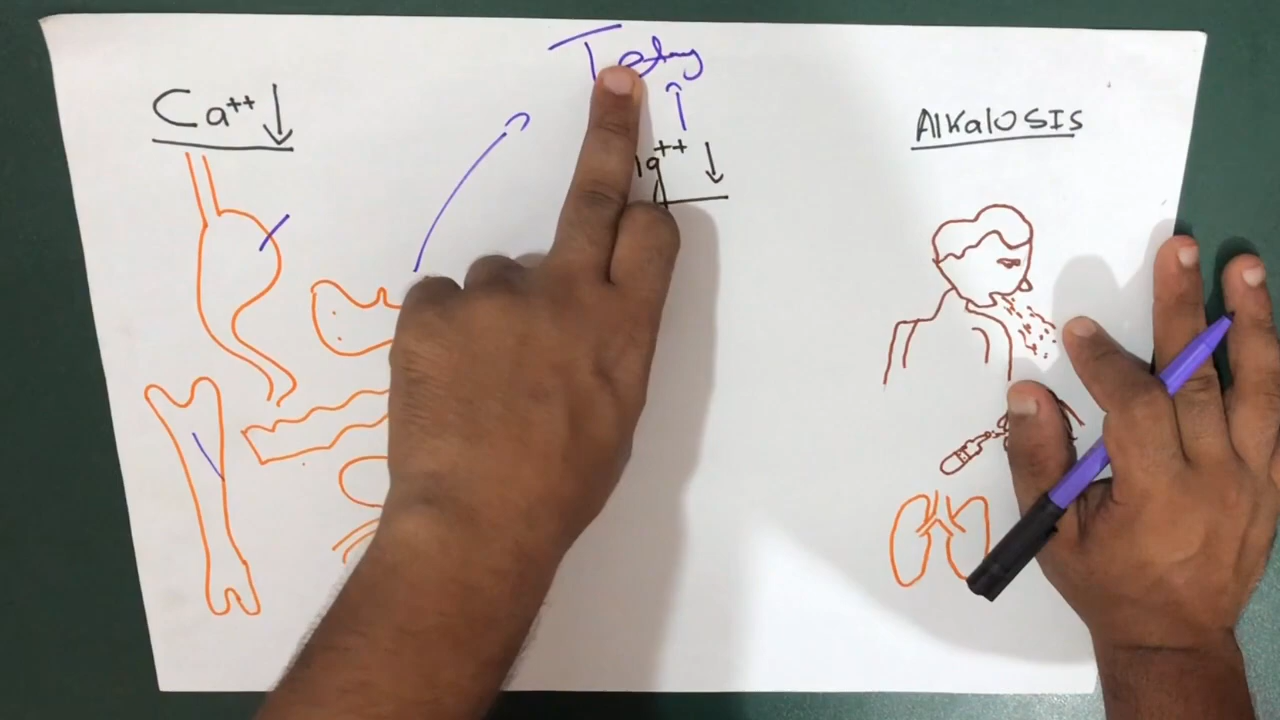 Tetany
Ca++ ↓
AlKalOSIS
Mg++ ↓